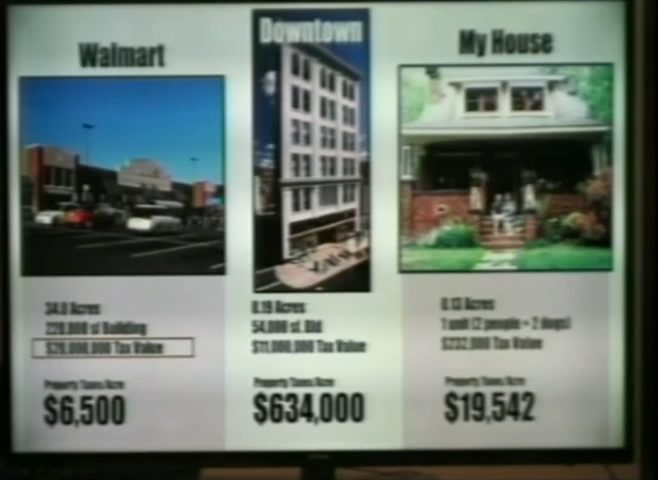 Walmart
34.0 Acres
220,000 sf Building
$20,000,000 Tax Value
Property Taxes/Acre
$6,500
Downtown
0.19 Acres
54,000 sf. Bld
$11,000,000 Tax Value
Property Taxes/Acre
$634,000
My House
0.13 Acres
1 unit (2 people + 2 dogs)
$232,000 Tax Value
Property Taxes/Acre
$19,542